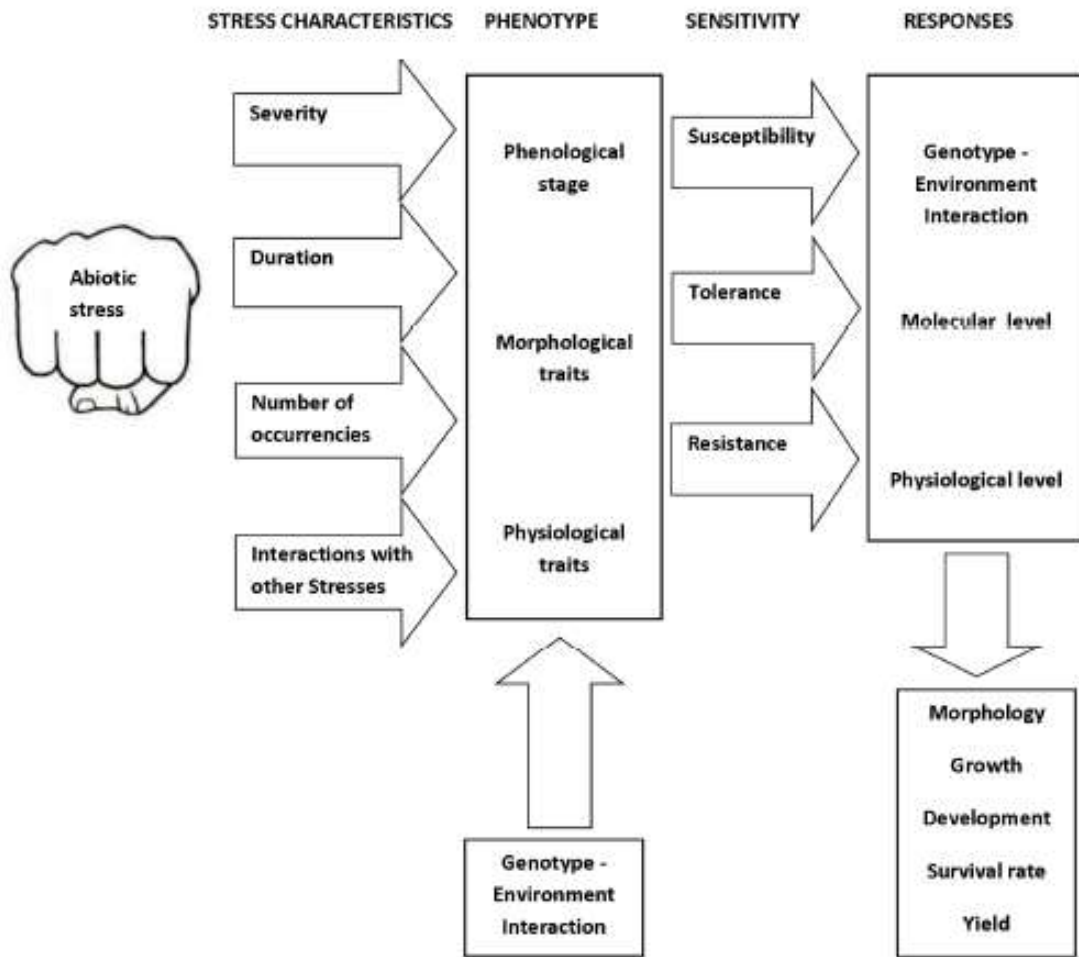 STRESS CHARACTERISTICS PHENOTYPE SENSITIVITY RESPONSES
Abiotic
stress
Severity
Duration
Number of
occurrencies
Interactions with
other Stresses
Phenological
stage
Morphological
traits
Physiological
traits
Genotype -
Environment
Interaction
Susceptibility
Tolerance
Resistance
Genotype -
Environment
Interaction
Molecular level
Physiological level
Morphology
Growth
Development
Survival rate
Yield